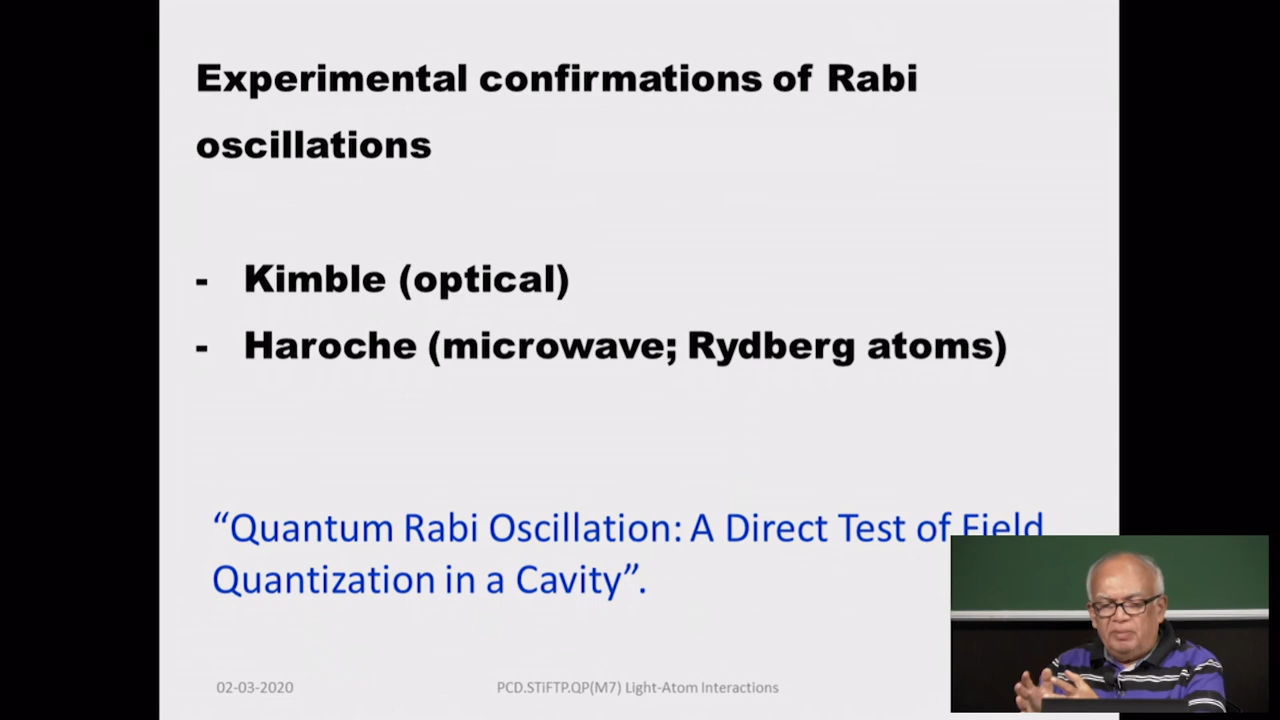 Experimental confirmations of Rabi
oscillations
- Kimble (optical)
- Haroche (microwave; Rydberg atoms)
“Quantum Rabi Oscillation: A Direct Test of Field
Quantization in a Cavity”.
02-03-2020
PCD.STiFTP.QP(M7) Light-Atom Interactions